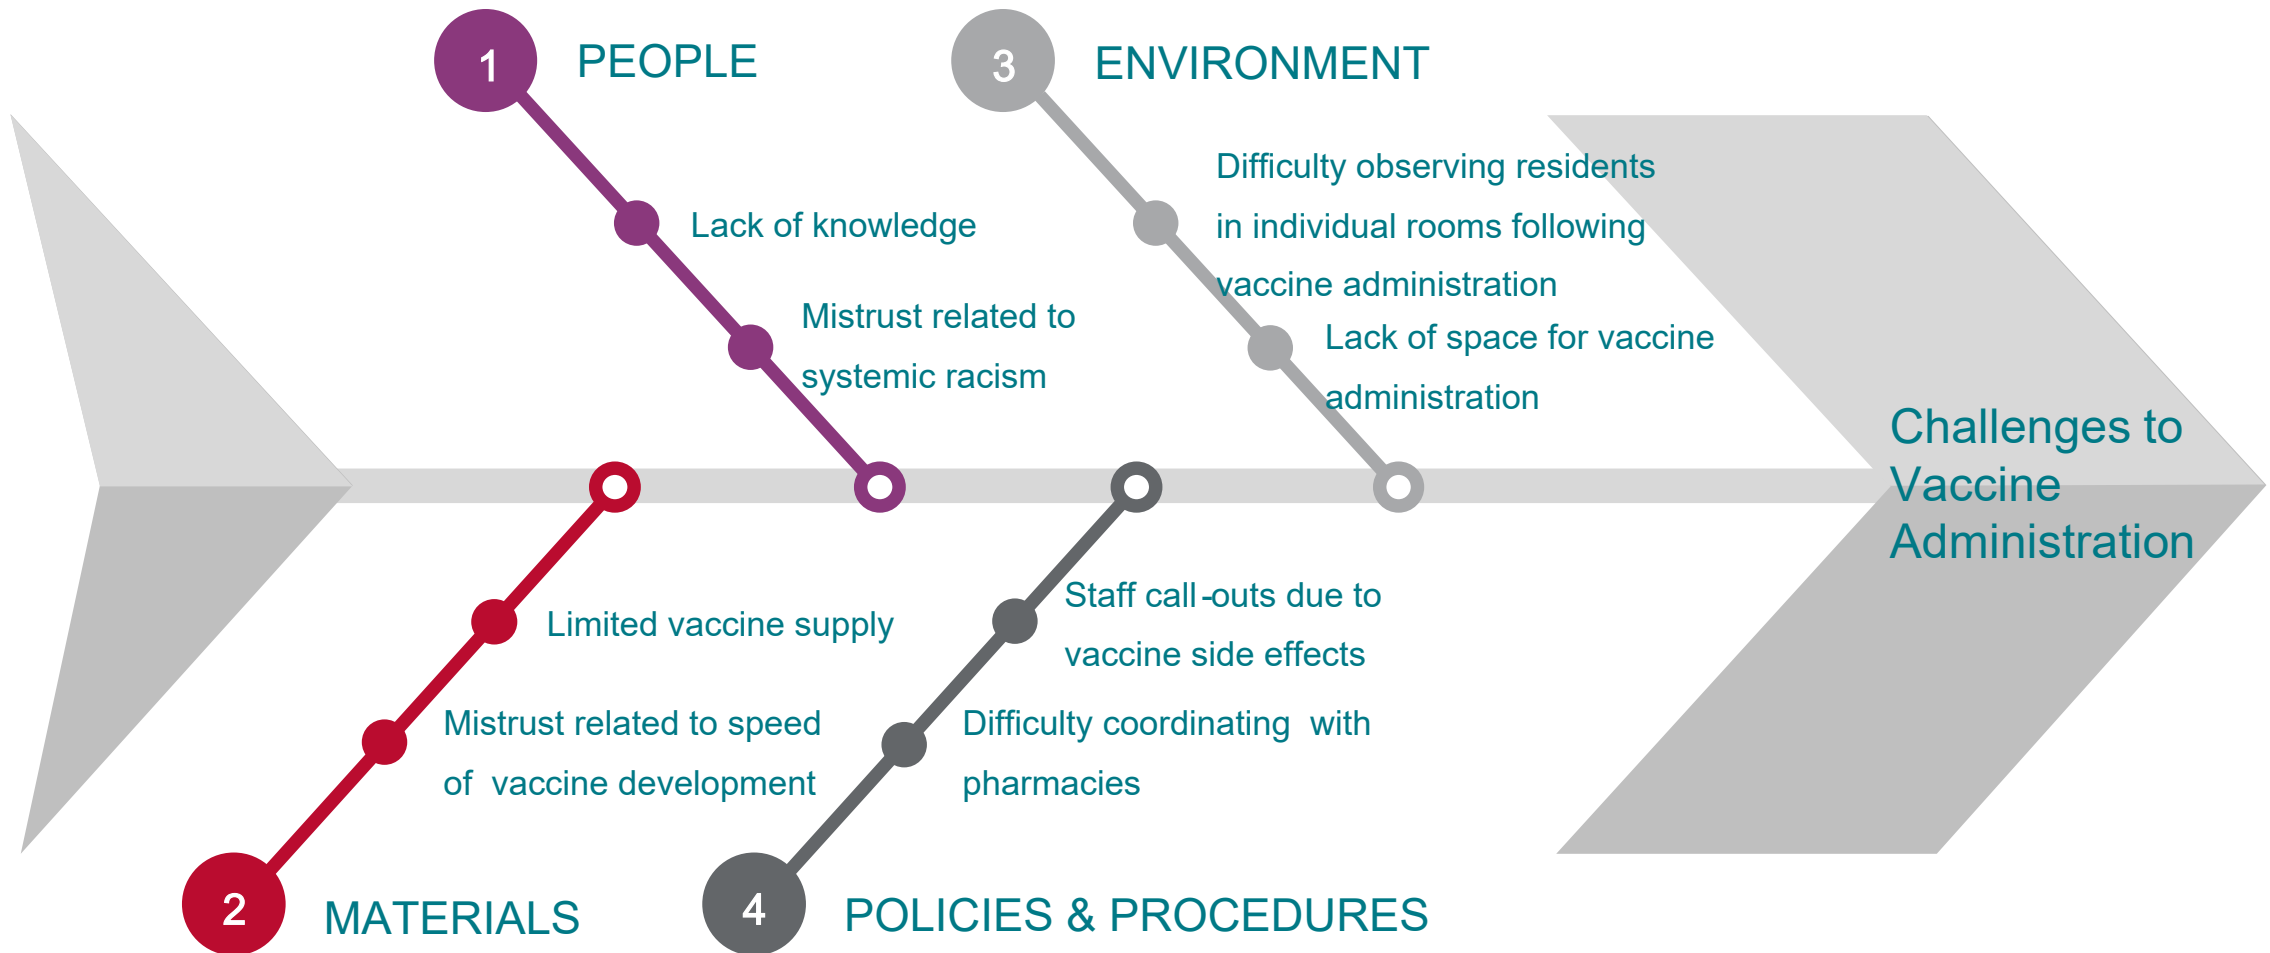 1
PEOPLE
Lack of knowledge
Mistrust related to
systemic racism
2
MATERIALS
Limited vaccine supply
Mistrust related to speed
of vaccine development
3
ENVIRONMENT
Difficulty observing residents
in individual rooms following
vaccine administration
Lack of space for vaccine
administration
4
POLICIES & PROCEDURES
Staff call-outs due to
vaccine side effects
Difficulty coordinating with
pharmacies
Challenges to
Vaccine
Administration